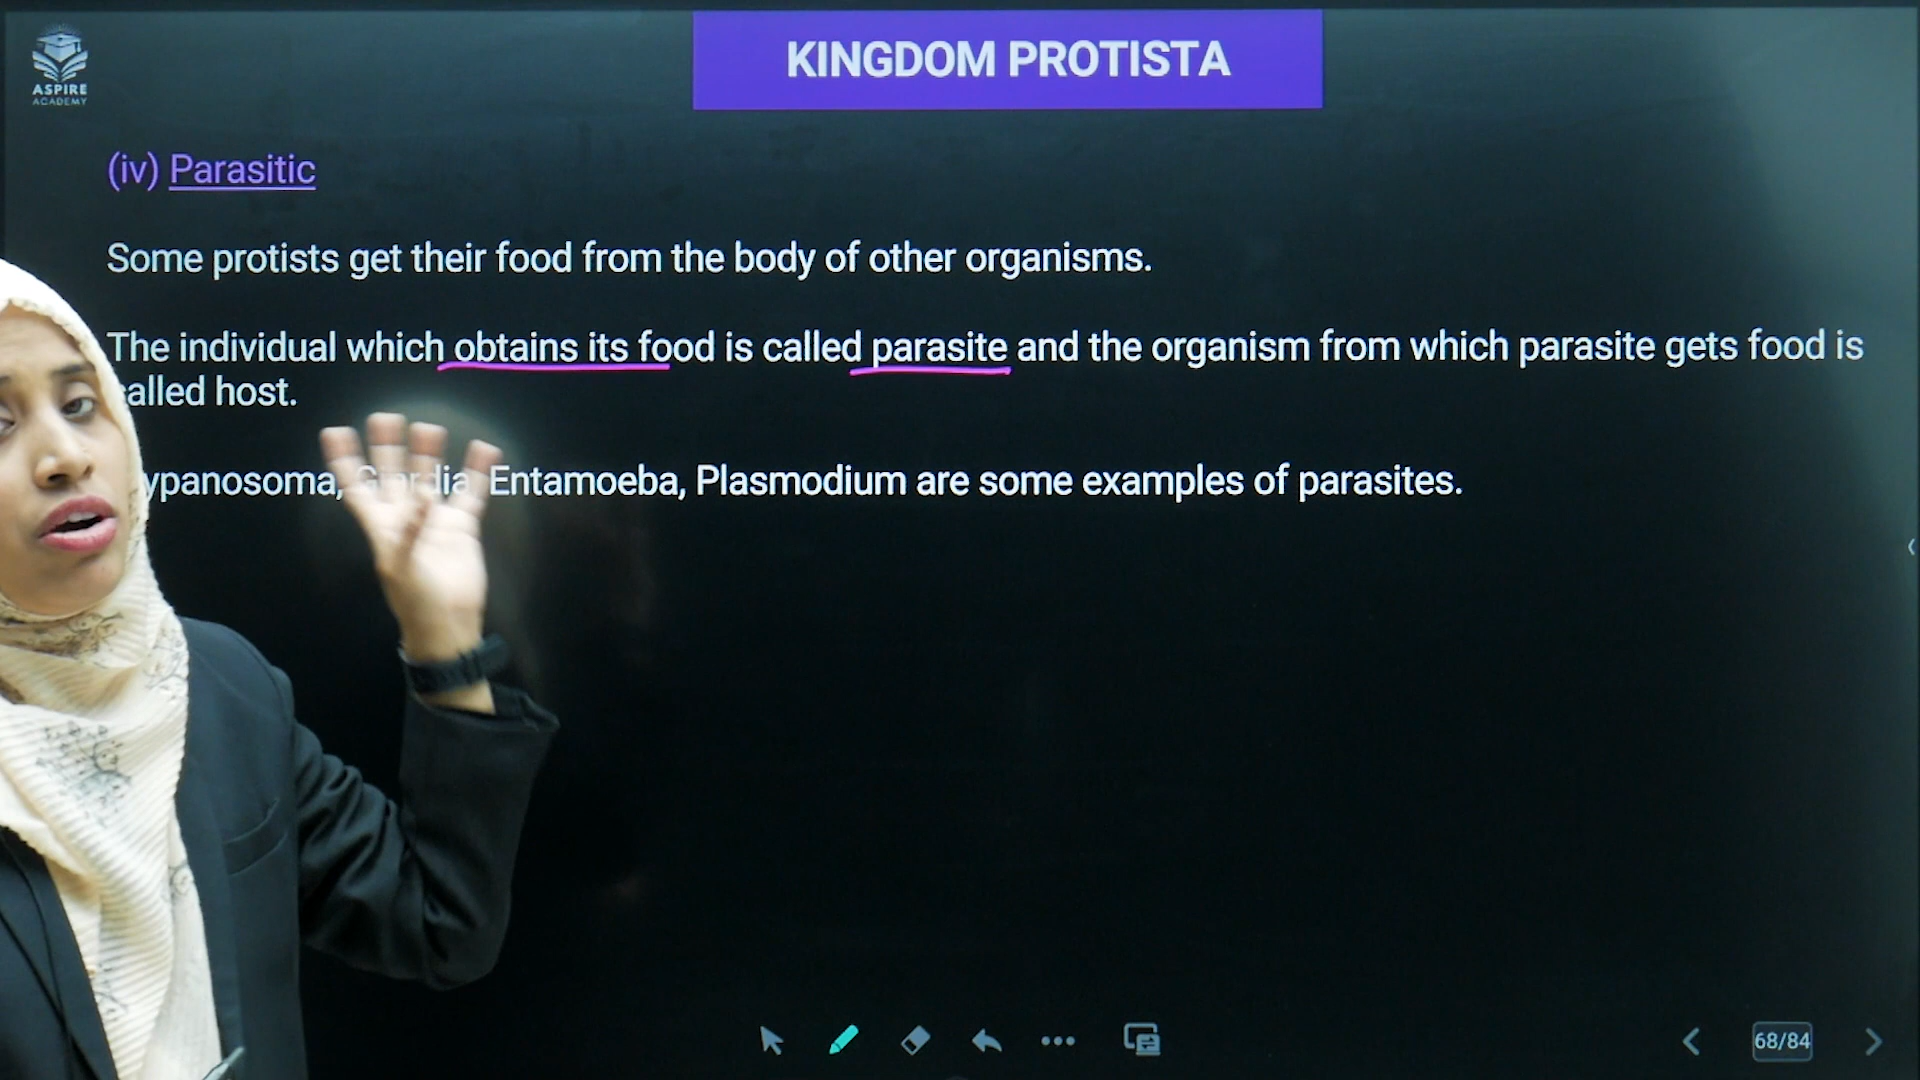 ASPIRE
ACADEMY
KINGDOM PROTISTA
(iv) Parasitic
Some protists get their food from the body of other organisms.
The individual which obtains its food is called parasite and the organism from which parasite gets food is
host.
Entamoeba, Plasmodium are some examples of parasites.
68/84